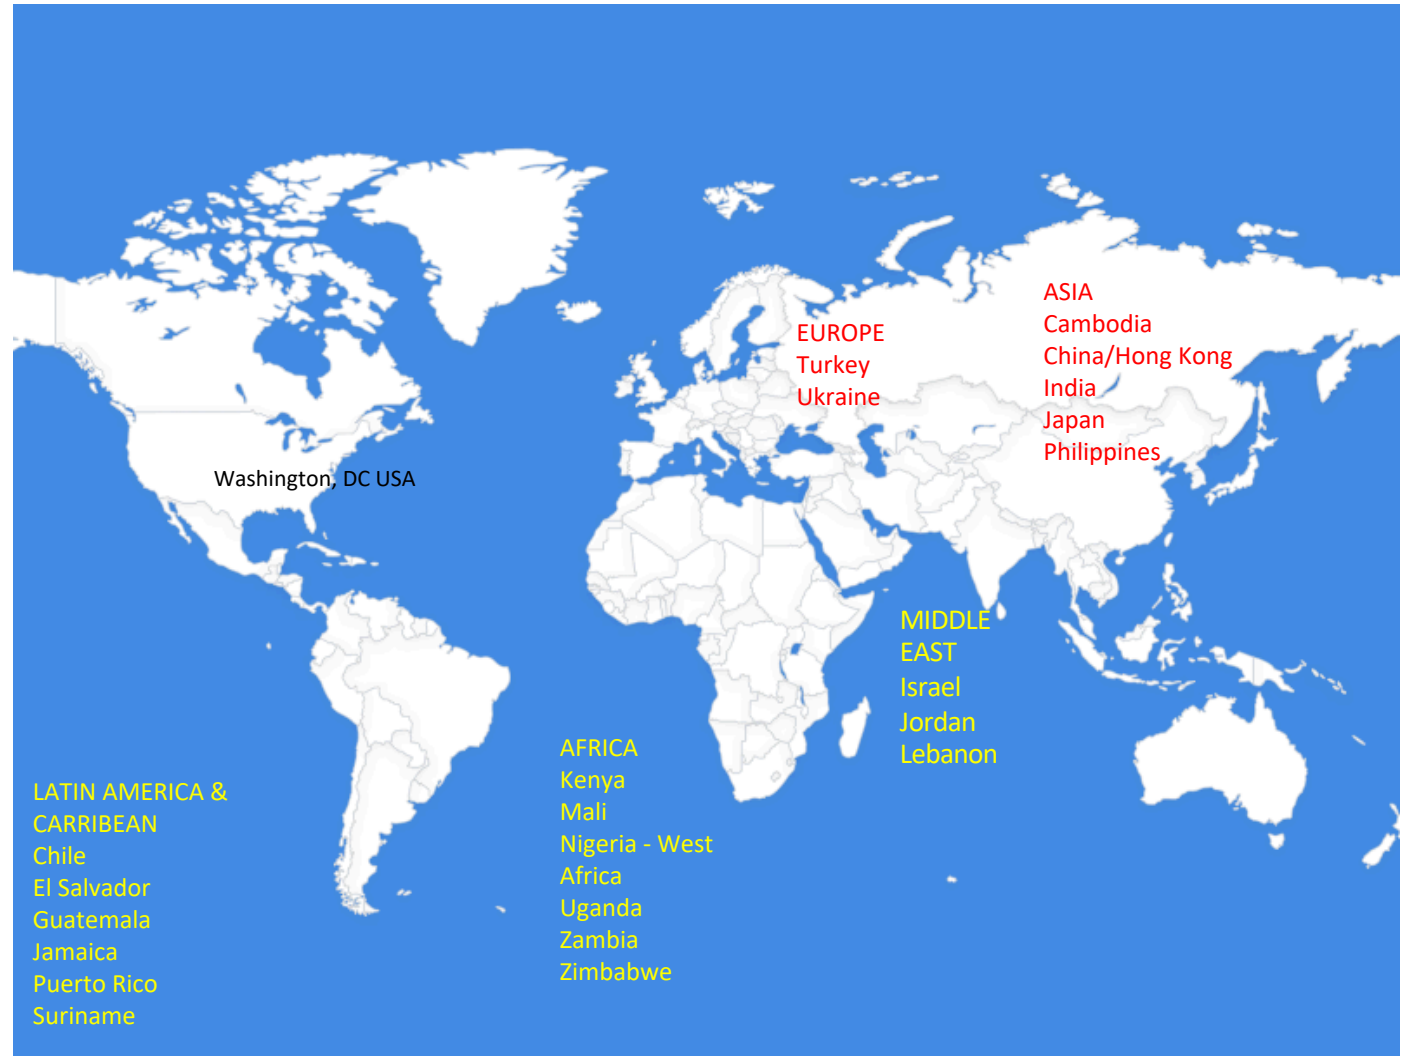 Washington, DC USA
EUROPE
Turkey
Ukraine
ASIA
Cambodia
China/Hong Kong
India
Japan
Philippines
MIDDLE
EAST
Israel
Jordan
Lebanon
AFRICA
Kenya
Mali
Nigeria - West
Africa
Uganda
Zambia
Zimbabwe
LATIN AMERICA &
CARRIBEAN
Chile
El Salvador
Guatemala
Jamaica
Puerto Rico
Suriname